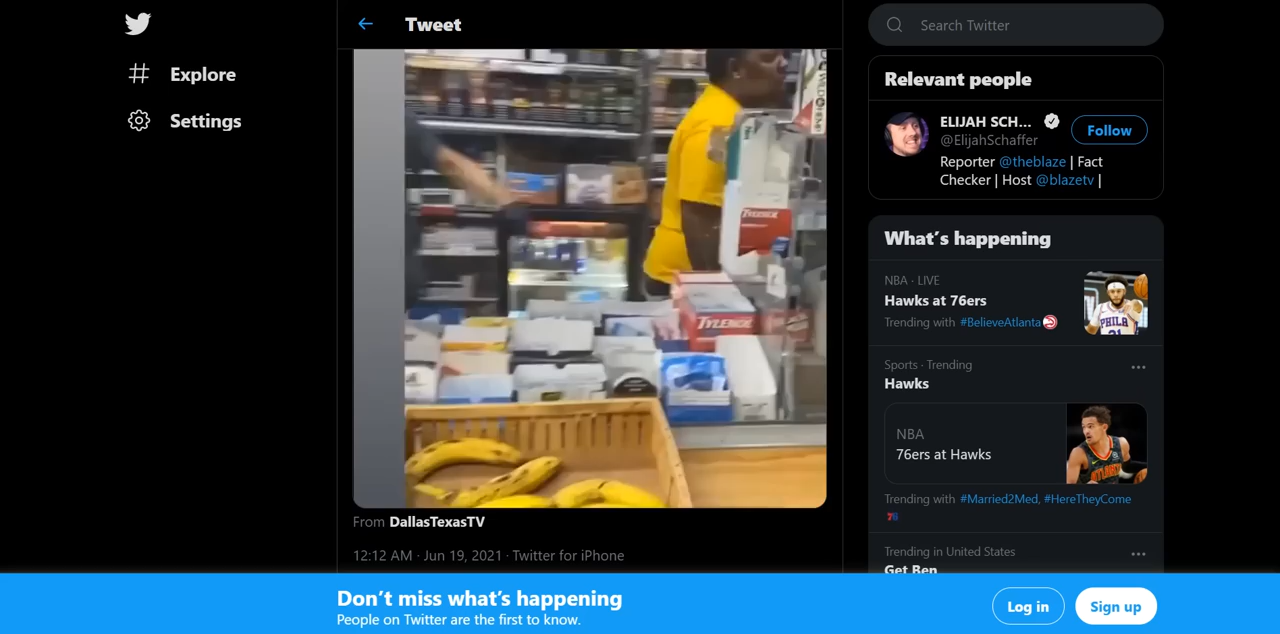 Explore
Settings
Tweet
TYLENOL
TYLENOL
From DallasTexasTV
12:12 AM · Jun 19, 2021 · Twitter for iPhone
Search Twitter
Relevant people
ELIJAH SCH...
@ElijahSchaffer
Follow
Reporter @theblaze | Fact
Checker | Host @blazetv |
What's happening
NBA · LIVE
Hawks at 76ers
Trending with #BelieveAtlanta
PHILA
Sports · Trending
Hawks
NBA
76ers at Hawks
Trending with #Married2Med, #HereTheyCome
Trending in United States
Get Ben
Don't miss what's happening
People on Twitter are the first to know.
Log in
Sign up